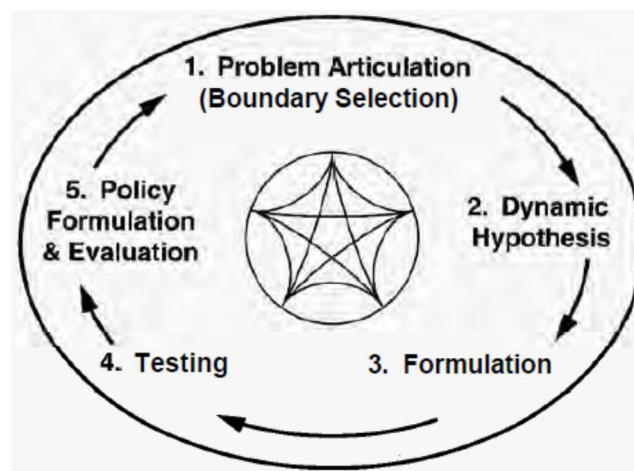 1. Problem Articulation
(Boundary Selection)
5. Policy
Formulation
& Evaluation
2. Dynamic
Hypothesis
4. Testing
3. Formulation